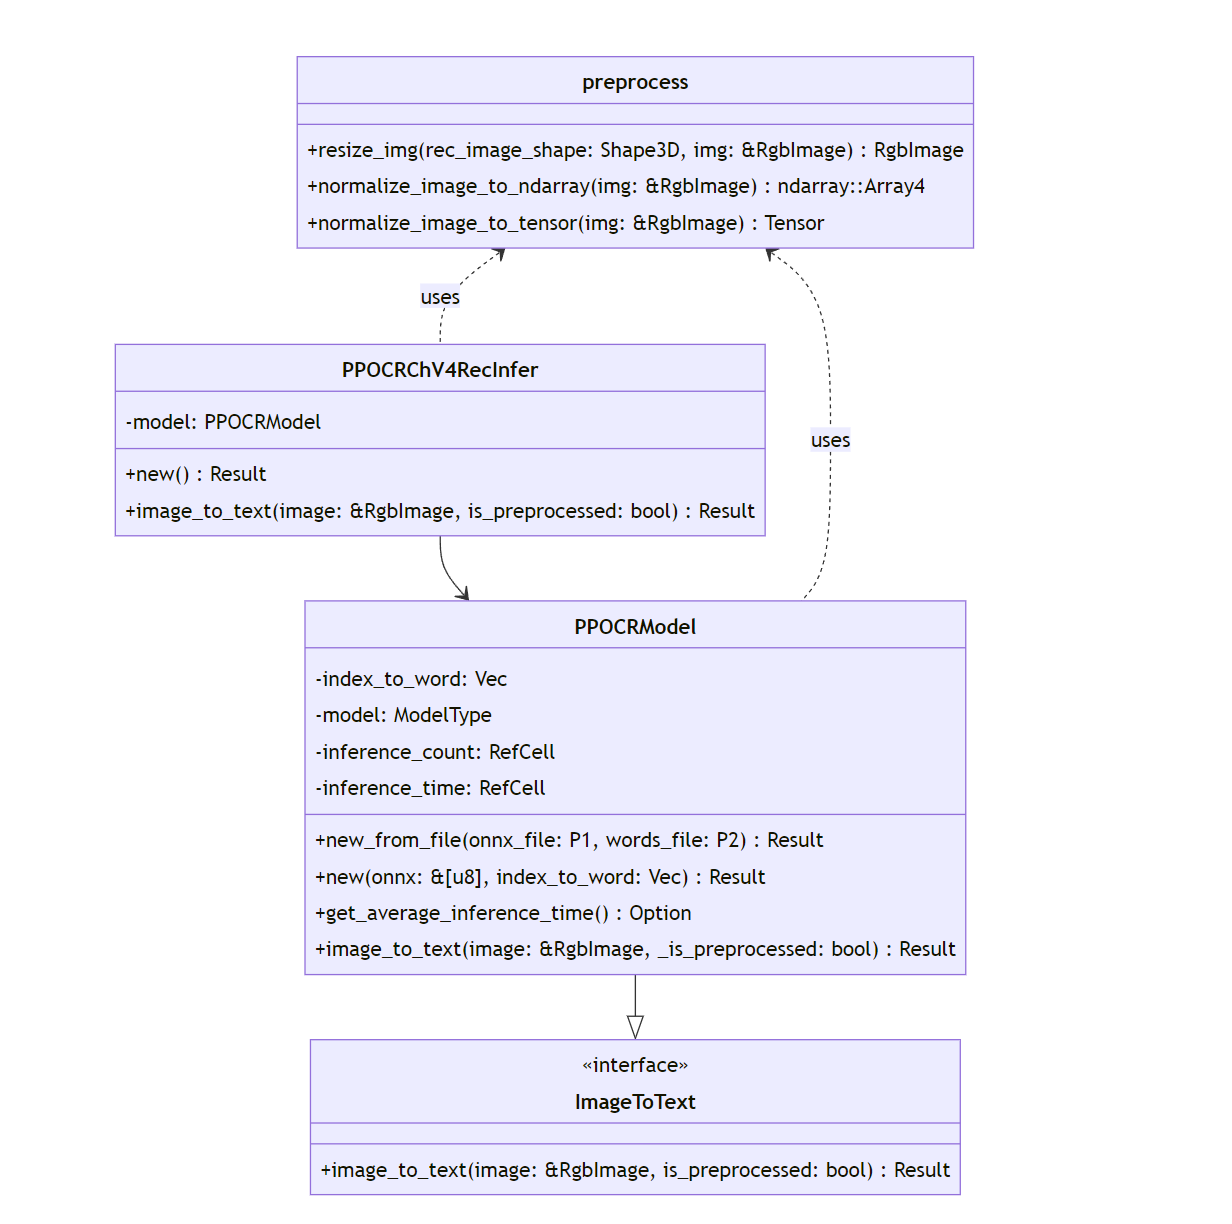 preprocess
+resize_img(rec_image_shape: Shape3D, img: &RgbImage) : RgbImage
+normalize_image_to_ndarray(img: &RgbImage) : ndarray::Array4
+normalize_image_to_tensor(img: &RgbImage) : Tensor
uses
PPOCRChV4RecInfer
-model: PPOCRModel
+new() : Result
+image_to_text(image: &RgbImage, is_preprocessed: bool) : Result
uses
PPOCRModel
-index_to_word: Vec
-model: ModelType
-inference_count: RefCell
-inference_time: RefCell
+new_from_file(onnx_file: P1, words_file: P2) : Result
+new(onnx: &[u8], index_to_word: Vec) : Result
+get_average_inference_time() : Option
+image_to_text(image: &RgbImage, _is_preprocessed: bool) : Result
«interface»
ImageToText
+image_to_text(image: &RgbImage, is_preprocessed: bool) : Result